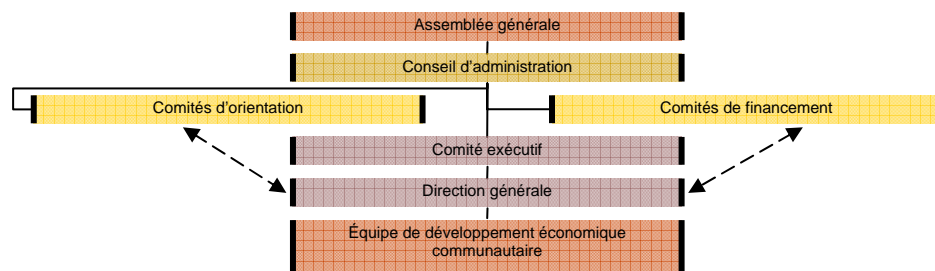 Assemblée générale
Conseil d'administration
Comités d'orientation
Comités de financement
Comité exécutif
Direction générale
Équipe de développement économique
communautaire